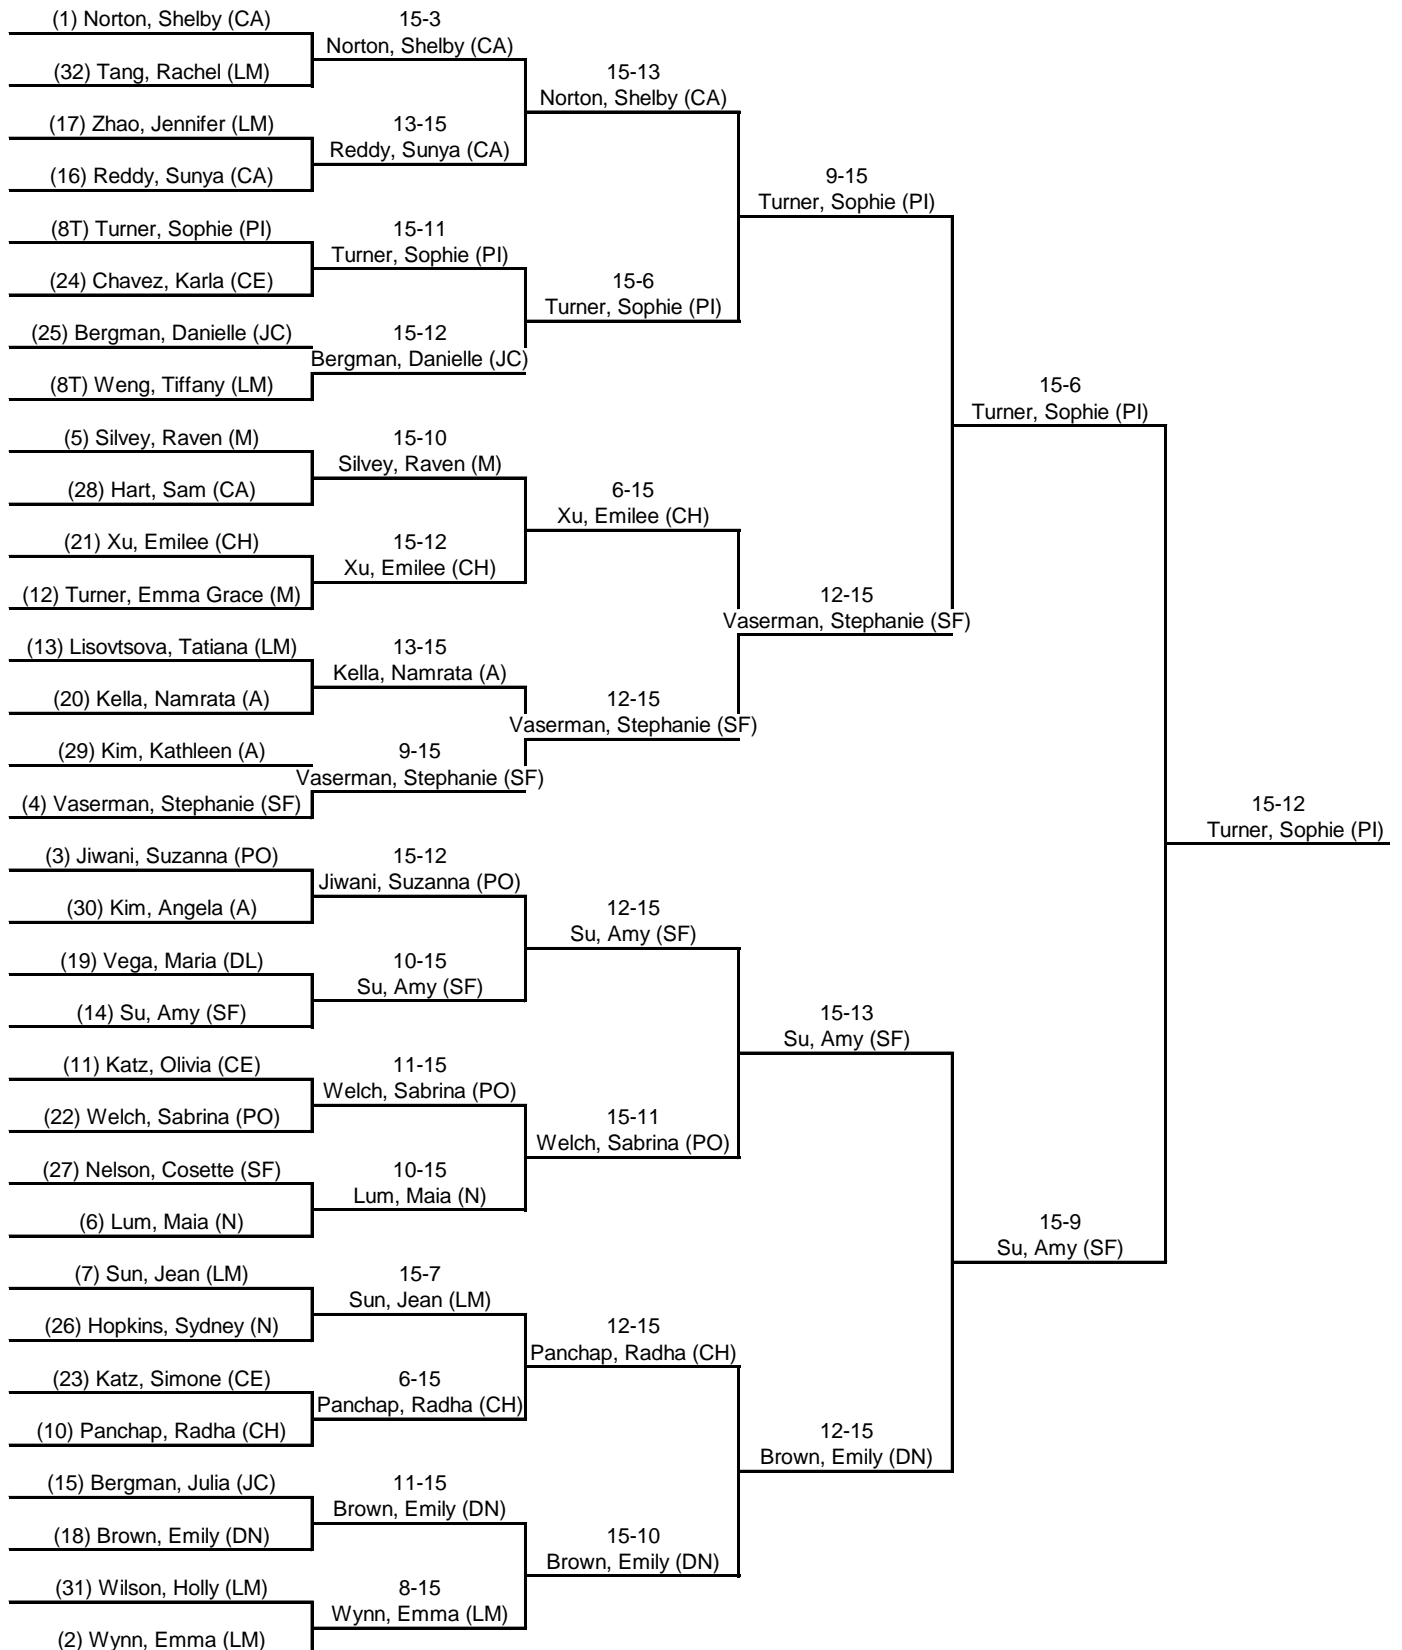 (1) Norton, Shelby (CA)
(32) Tang, Rachel (LM)
(17) Zhao, Jennifer (LM)
(16) Reddy, Sunya (CA)
(8T) Turner, Sophie (PI)
(24) Chavez, Karla (CE)
(25) Bergman, Danielle (JC)
(8T) Weng, Tiffany (LM)
(5) Silvey, Raven (M)
(28) Hart, Sam (CA)
(21) Xu, Emilee (CH)
(12) Turner, Emma Grace (M)
(13) Lisovtsova, Tatiana (LM)
(20) Kella, Namrata (A)
(29) Kim, Kathleen (A)
(4) Vaserman, Stephanie (SF)
(3) Jiwani, Suzanna (PO)
(30) Kim, Angela (A)
(19) Vega, Maria (DL)
(14) Su, Amy (SF)
(11) Katz, Olivia (CE)
(22) Welch, Sabrina (PO)
(27) Nelson, Cosette (SF)
(6) Lum, Maia (N)
(7) Sun, Jean (LM)
(26) Hopkins, Sydney (N)
(23) Katz, Simone (CE)
(10) Panchap, Radha (CH)
(15) Bergman, Julia (JC)
(18) Brown, Emily (DN)
(31) Wilson, Holly (LM)
(2) Wynn, Emma (LM)
15-3
Norton, Shelby (CA)
13-15
Reddy, Sunya (CA)
15-11
Turner, Sophie (PI)
15-12
Bergman, Danielle (JC)
15-10
Silvey, Raven (M)
15-12
Xu, Emilee (CH)
13-15
Kella, Namrata (A)
9-15
Vaserman, Stephanie (SF)
15-12
Jiwani, Suzanna (PO)
10-15
Su, Amy (SF)
11-15
Welch, Sabrina (PO)
10-15
Lum, Maia (N)
15-7
Sun, Jean (LM)
6-15
Panchap, Radha (CH)
11-15
Brown, Emily (DN)
8-15
Wynn, Emma (LM)
15-13
Norton, Shelby (CA)
15-6
Turner, Sophie (PI)
6-15
Xu, Emilee (CH)
12-15
Vaserman, Stephanie (SF)
12-15
Su, Amy (SF)
15-11
Welch, Sabrina (PO)
12-15
Panchap, Radha (CH)
15-10
Brown, Emily (DN)
9-15
Turner, Sophie (PI)
12-15
Vaserman, Stephanie (SF)
15-13
Su, Amy (SF)
12-15
Brown, Emily (DN)
15-6
Turner, Sophie (PI)
15-9
Su, Amy (SF)
15-12
Turner, Sophie (PI)